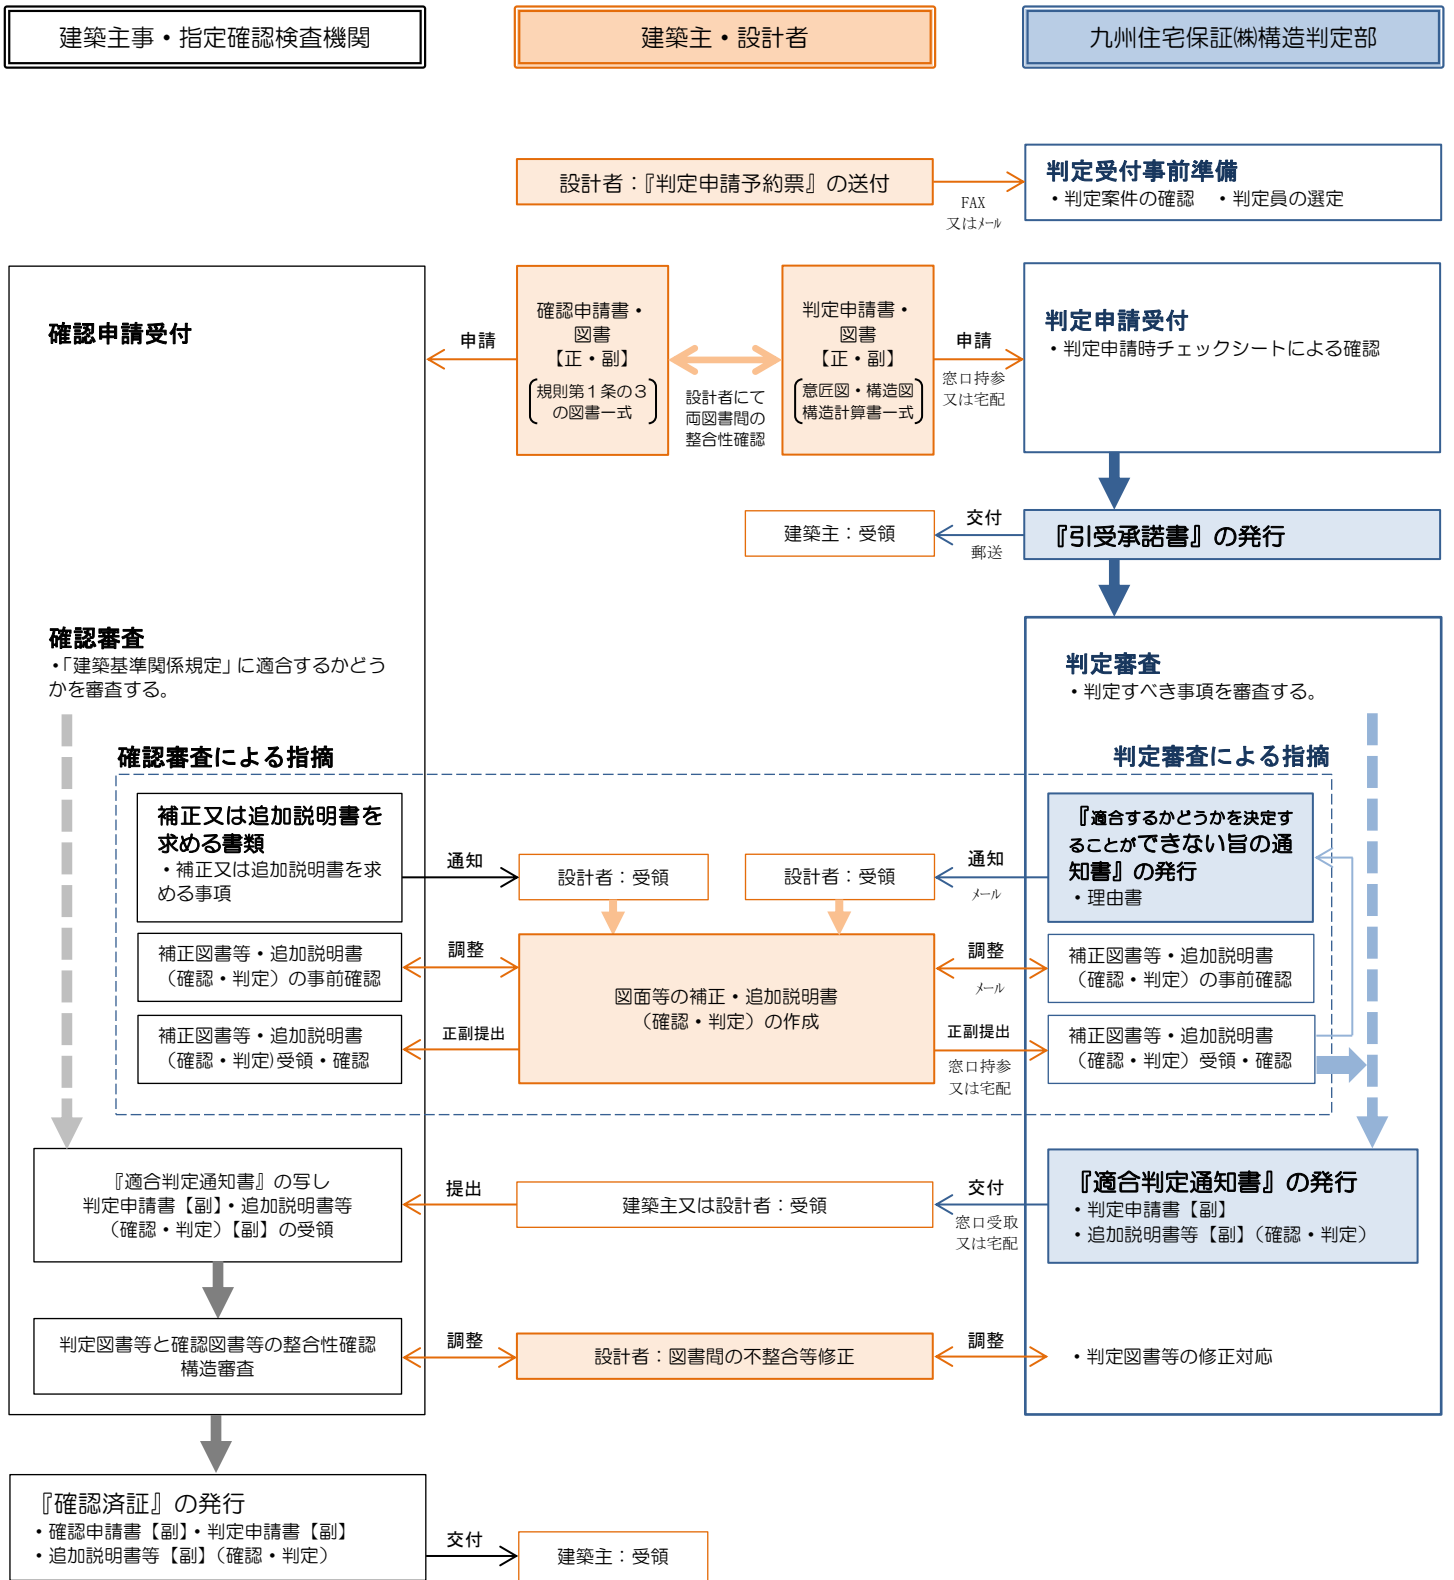 建築主事・指定確認検査機関
建築主・設計者
九州住宅保証㈱構造判定部
設計者：『判定申請予約票』の送付
FAX
又はメール
判定受付事前準備
・判定案件の確認　・判定員の選定
確認申請受付
申請
確認申請書・
図書
【正・副】
規則第１条の３
の図書一式
設計者にて
両図書間の
整合性確認
判定申請書・
図書
【正・副】
意匠図・構造図
構造計算書一式
申請
窓口持参
又は宅配
判定申請受付
・判定申請時チェックシートによる確認
建築主：受領
交付
郵送
『引受承諾書』の発行
確認審査
・「建築基準関係規定」に適合するかどう
かを審査する。
判定審査
・判定すべき事項を審査する。
確認審査による指摘
判定審査による指摘
補正又は追加説明書を
求める書類
・補正又は追加説明書を求
める事項
通知
設計者：受領
設計者：受領
通知
メール
『適合するかどうかを決定す
ることができない旨の通
知書』の発行
・理由書
補正図書等・追加説明書
（確認・判定）の事前確認
調整
図面等の補正・追加説明書
（確認・判定）の作成
調整
メール
補正図書等・追加説明書
（確認・判定）の事前確認
補正図書等・追加説明書
（確認・判定)受領・確認
正副提出
正副提出
窓口持参
又は宅配
補正図書等・追加説明書
（確認・判定）受領・確認
『適合判定通知書』の写し
判定申請書【副】・追加説明書等
（確認・判定）【副】の受領
提出
建築主又は設計者：受領
交付
窓口受取
又は宅配
『適合判定通知書』の発行
・判定申請書【副】
・追加説明書等【副】（確認・判定）
判定図書等と確認図書等の整合性確認
構造審査
調整
設計者：図書間の不整合等修正
調整
・判定図書等の修正対応
『確認済証』の発行
・確認申請書【副】・判定申請書【副】
・追加説明書等【副】（確認・判定）
交付
建築主：受領